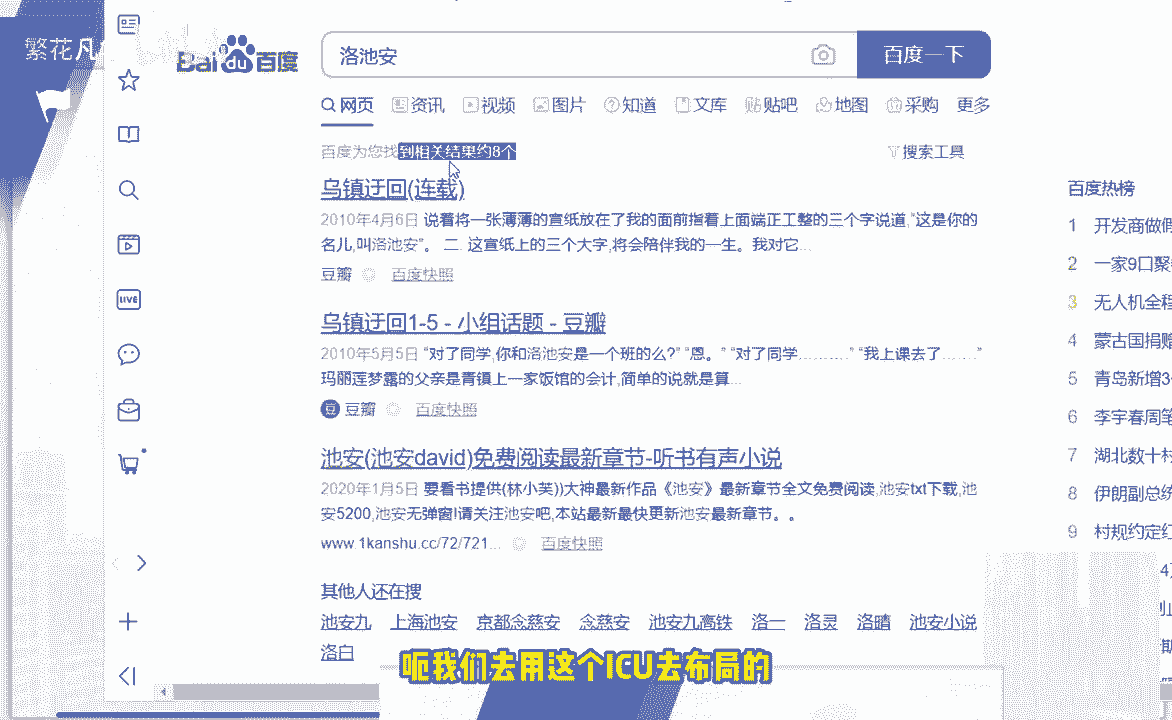 繁花凡
Bai du 百度
洛池安
百度一下
网页 资讯 视频 图片 知道 文库 贴吧 地图 采购 更多
百度为您找到相关结果约8个
搜索工具
乌镇迂回(连载)
2010年4月6日 说着将一张薄薄的宣纸放在了我的面前指着上面端正工整的三个字说道,“这是你的
名儿,叫洛池安”。 二. 这宣纸上的三个大字,将会陪伴我的一生。我对它...
豆瓣 百度快照
乌镇迂回1-5 - 小组话题 - 豆瓣
2010年5月5日 “对了同学,你和洛池安是一个班的么?” “恩。” “对了同学………” “我上课去了……”
玛丽莲梦露的父亲是青镇上一家饭馆的会计,简单的说就是算...
豆 豆瓣 百度快照
池安(池安david)免费阅读最新章节-听书有声小说
2020年1月5日 要看书提供(林小芙))大神最新作品《池安》最新章节全文免费阅读,池安txt下载,池
安5200,池安无弹窗!请关注池安吧,本站最新最快更新池安最新章节。。
www.1kanshu.cc/72/721... 百度快照
其他人还在搜
池安九 上海池安 京都念慈安 念慈安 池安九离铁 洛一 洛灵 洛晴 池安小说
洛白
百度热榜
1 开发商做假
2 一家9口聚
3 无人机全程
4 蒙古国捐赠
5 青岛新增3
6 李宇春周笔
7 湖北数十村
8 伊朗副总统
9 村规约定红
LIVE
呃我们去用这个ICU去布局的